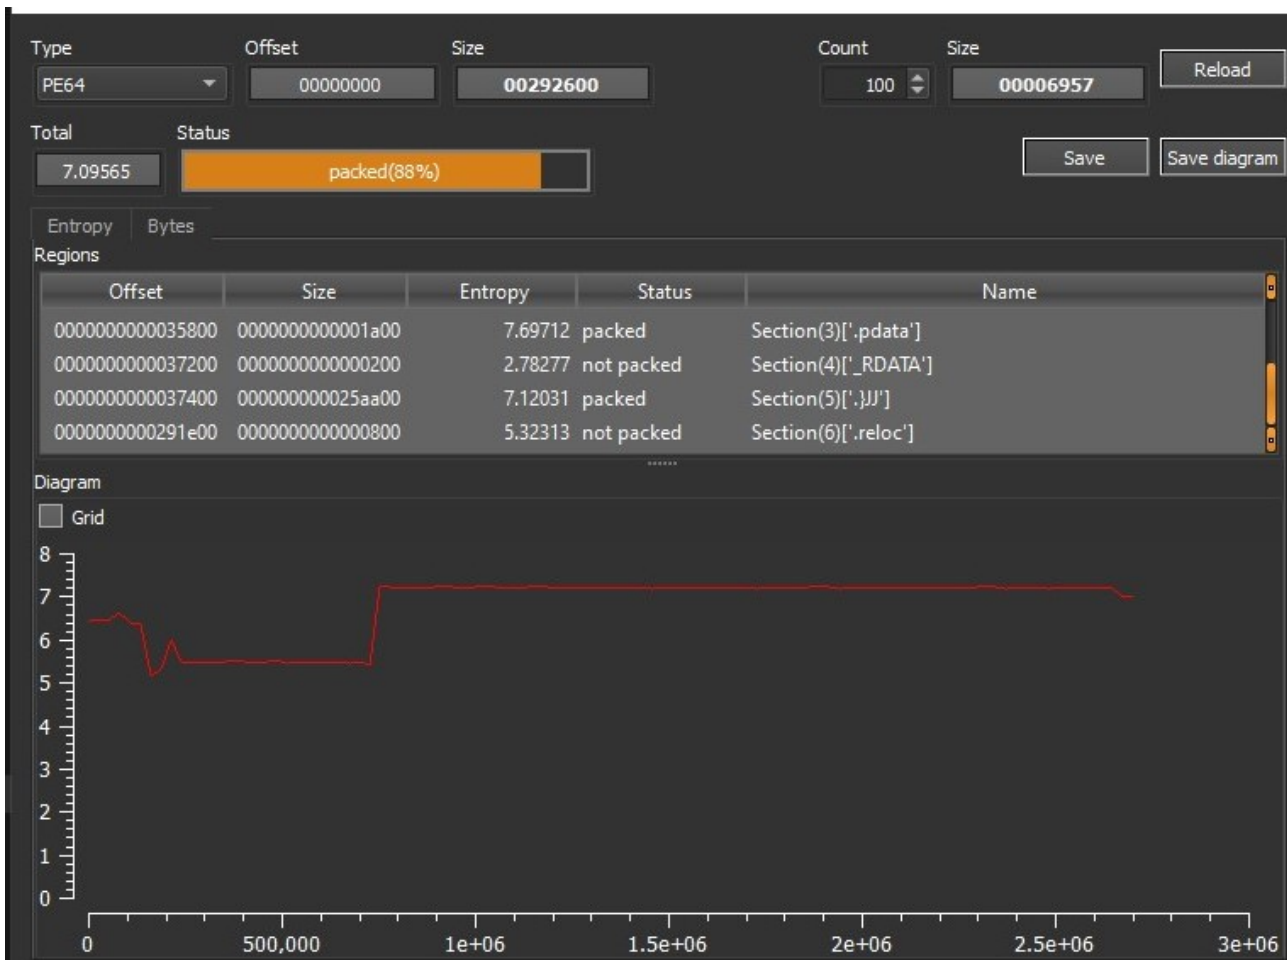 Type Offset Size Count Size
PE64 00000000 00292600 100 00006957 Reload
Total Status
7.09565 packed(88%) Save Save diagram
Entropy Bytes
Regions
Offset Size Entropy Status Name
0000000000035800 0000000000001a00 7.69712 packed Section(3)['.pdata']
0000000000037200 0000000000000200 2.78277 not packed Section(4)['_RDATA']
0000000000037400 000000000025aa00 7.12031 packed Section(5)['.}JJ']
0000000000291e00 0000000000000800 5.32313 not packed Section(6)['.reloc']
Diagram
Grid
8
7
6
5
4
3
2
1
0
0 500,000 1e+06 1.5e+06 2e+06 2.5e+06 3e+06